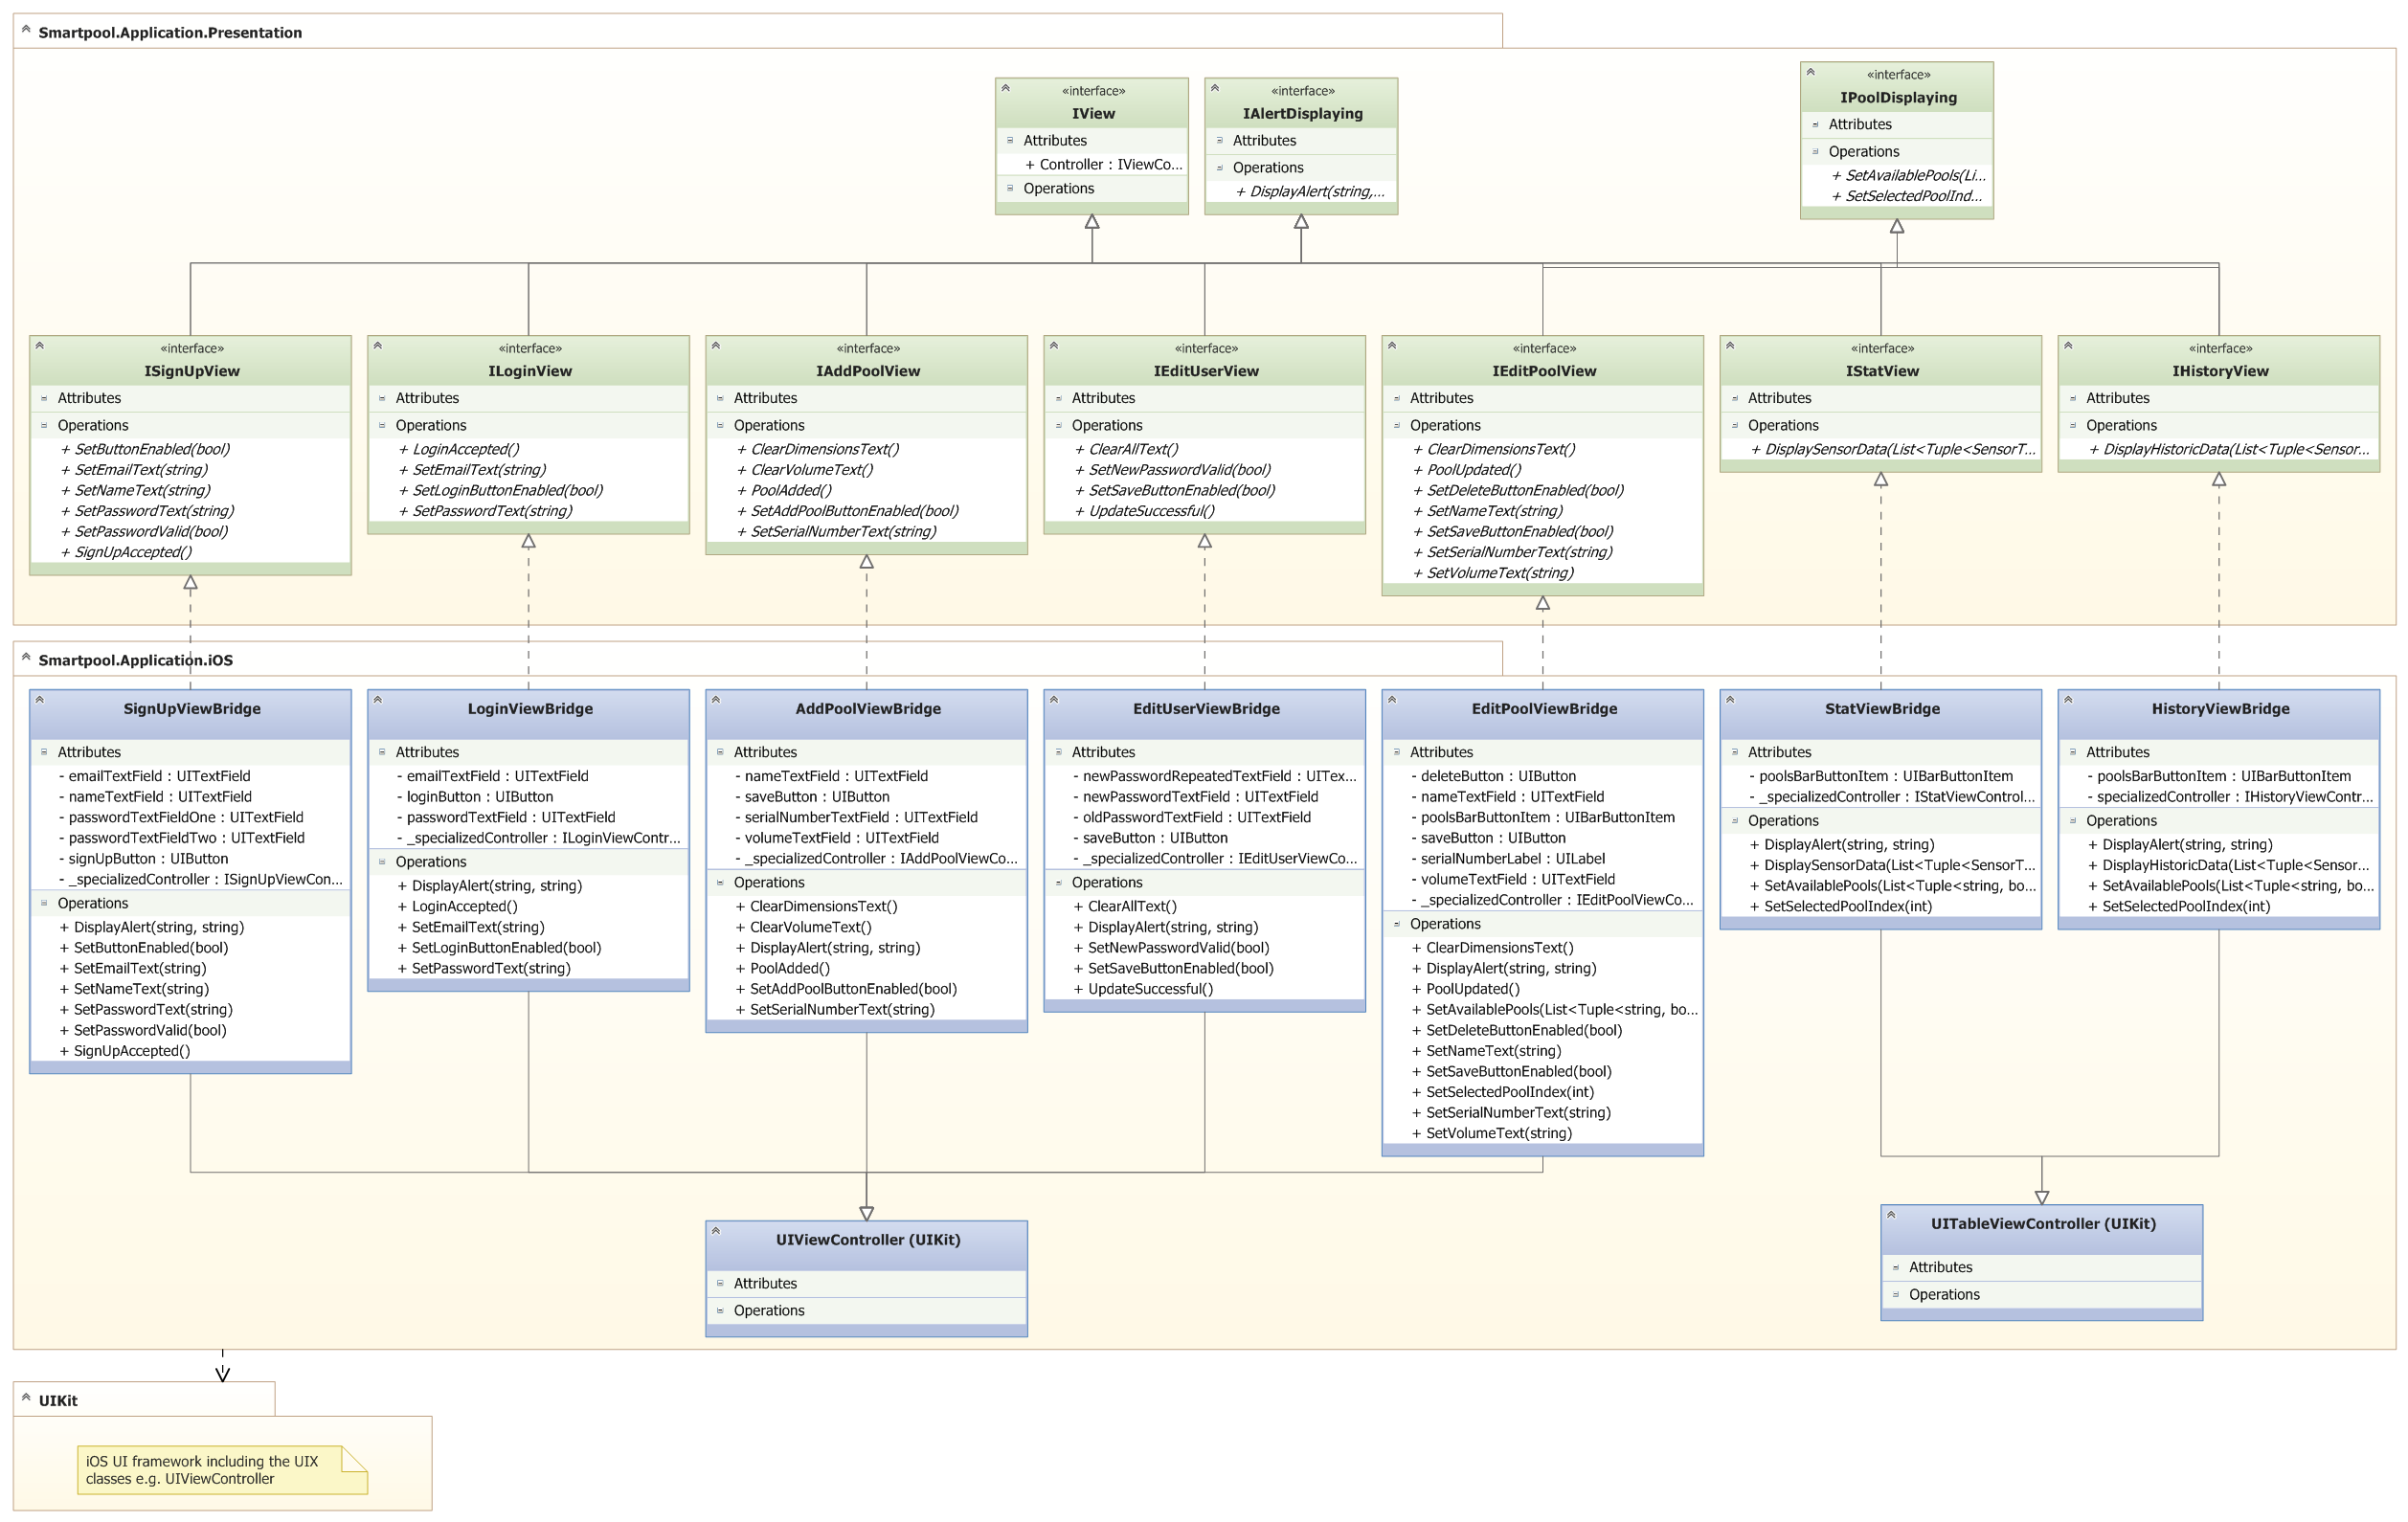 Smartpool.Application.Presentation
«interface»
IView
Attributes
+ Controller : IViewCo...
Operations
«interface»
IAlertDisplaying
Attributes
Operations
+ DisplayAlert(string,...
«interface»
IPoolDisplaying
Attributes
Operations
+ SetAvailablePools(Li...
+ SetSelectedPoolInd...
«interface»
ISignUpView
Attributes
Operations
+ SetButtonEnabled(bool)
+ SetEmailText(string)
+ SetNameText(string)
+ SetPasswordText(string)
+ SetPasswordValid(bool)
+ SignUpAccepted()
«interface»
ILoginView
Attributes
Operations
+ LoginAccepted()
+ SetEmailText(string)
+ SetLoginButtonEnabled(bool)
+ SetPasswordText(string)
«interface»
IAddPoolView
Attributes
Operations
+ ClearDimensionsText()
+ ClearVolumeText()
+ PoolAdded()
+ SetAddPoolButtonEnabled(bool)
+ SetSerialNumberText(string)
«interface»
IEditUserView
Attributes
Operations
+ ClearAllText()
+ SetNewPasswordValid(bool)
+ SetSaveButtonEnabled(bool)
+ UpdateSuccessful()
«interface»
IEditPoolView
Attributes
Operations
+ ClearDimensionsText()
+ PoolUpdated()
+ SetDeleteButtonEnabled(bool)
+ SetNameText(string)
+ SetSaveButtonEnabled(bool)
+ SetSerialNumberText(string)
+ SetVolumeText(string)
«interface»
IStatView
Attributes
Operations
+ DisplaySensorData(List<Tuple<SensorT...
«interface»
IHistoryView
Attributes
Operations
+ DisplayHistoricData(List<Tuple<Sensor...
Smartpool.Application.iOS
SignUpViewBridge
Attributes
- emailTextField : UITextField
- nameTextField : UITextField
- passwordTextFieldOne : UITextField
- passwordTextFieldTwo : UITextField
- signUpButton : UIButton
- _specializedController : ISignUpViewCon...
Operations
+ DisplayAlert(string, string)
+ SetButtonEnabled(bool)
+ SetEmailText(string)
+ SetNameText(string)
+ SetPasswordText(string)
+ SetPasswordValid(bool)
+ SignUpAccepted()
LoginViewBridge
Attributes
- emailTextField : UITextField
- loginButton : UIButton
- passwordTextField : UITextField
- _specializedController : ILoginViewContr...
Operations
+ DisplayAlert(string, string)
+ LoginAccepted()
+ SetEmailText(string)
+ SetLoginButtonEnabled(bool)
+ SetPasswordText(string)
AddPoolViewBridge
Attributes
- nameTextField : UITextField
- saveButton : UIButton
- serialNumberTextField : UITextField
- volumeTextField : UITextField
- _specializedController : IAddPoolViewCo...
Operations
+ ClearDimensionsText()
+ ClearVolumeText()
+ DisplayAlert(string, string)
+ PoolAdded()
+ SetAddPoolButtonEnabled(bool)
+ SetSerialNumberText(string)
EditUserViewBridge
Attributes
- newPasswordRepeatedTextField : UITex...
- newPasswordTextField : UITextField
- oldPasswordTextField : UITextField
- saveButton : UIButton
- _specializedController : IEditUserViewCo...
Operations
+ ClearAllText()
+ DisplayAlert(string, string)
+ SetNewPasswordValid(bool)
+ SetSaveButtonEnabled(bool)
+ UpdateSuccessful()
EditPoolViewBridge
Attributes
- deleteButton : UIButton
- nameTextField : UITextField
- poolsBarButtonItem : UIBarButtonItem
- saveButton : UIButton
- serialNumberLabel : UILabel
- volumeTextField : UITextField
- _specializedController : IEditPoolViewCo...
Operations
+ ClearDimensionsText()
+ DisplayAlert(string, string)
+ PoolUpdated()
+ SetAvailablePools(List<Tuple<string, bo...
+ SetDeleteButtonEnabled(bool)
+ SetNameText(string)
+ SetSaveButtonEnabled(bool)
+ SetSelectedPoolIndex(int)
+ SetSerialNumberText(string)
+ SetVolumeText(string)
StatViewBridge
Attributes
- poolsBarButtonItem : UIBarButtonItem
- _specializedController : IStatViewControl...
Operations
+ DisplayAlert(string, string)
+ DisplaySensorData(List<Tuple<SensorT...
+ SetAvailablePools(List<Tuple<string, bo...
+ SetSelectedPoolIndex(int)
HistoryViewBridge
Attributes
- poolsBarButtonItem : UIBarButtonItem
- specializedController : IHistoryViewContr...
Operations
+ DisplayAlert(string, string)
+ DisplayHistoricData(List<Tuple<Sensor...
+ SetAvailablePools(List<Tuple<string, bo...
+ SetSelectedPoolIndex(int)
UIViewController (UIKit)
Attributes
Operations
UITableViewController (UIKit)
Attributes
Operations
UIKit
iOS UI framework including the UIX
classes e.g. UIViewController